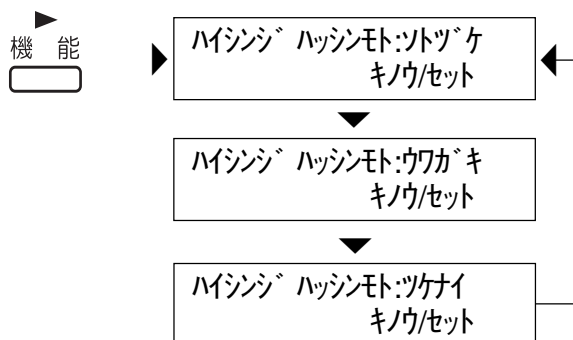 機 能
ハイシンジﾞ ハッシンモト:ソトツﾞケ
キノウ/セット
ハイシンジﾞ ハッシンモト:ウワカﾞキ
キノウ/セット
ハイシンジﾞ ハッシンモト:ツケナイ
キノウ/セット